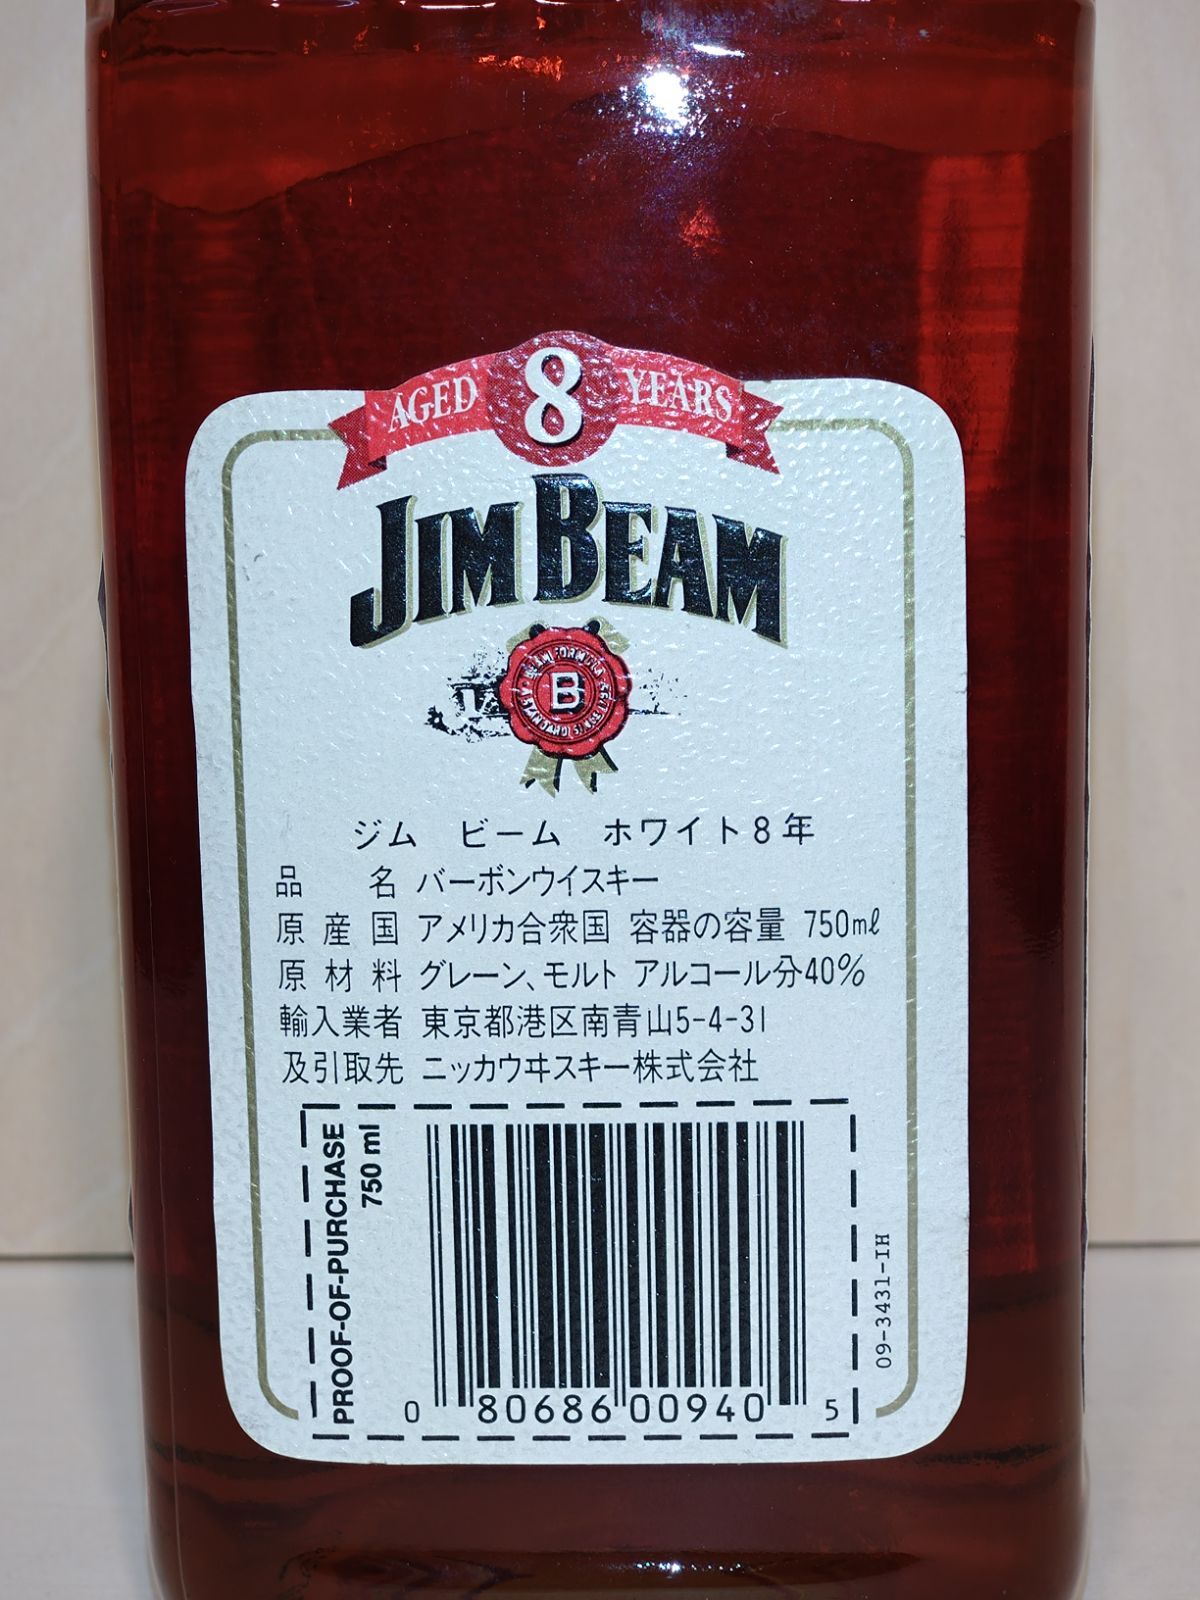 AGED 8 YEARS
JIM BEAM
B
ジム ビーム ホワイト8年
品 名 バーボンウイスキー
原産国 アメリカ合衆国 容器の容量 750mℓ
原材料 グレーン、モルト アルコール分40%
輸入業者 東京都港区南青山5-4-31
及引取先 ニッカウヰスキー株式会社
PROOF-OF-PURCHASE
750 ml
0 80686 00940 5
09-3431-IH